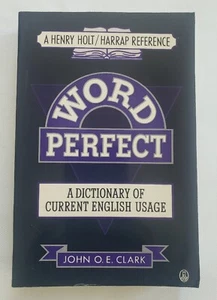 A HENRY HOLT/HARRAP REFERENCE
WORD
PERFECT
A DICTIONARY OF
CURRENT ENGLISH USAGE
JOHN O. E. CLARK